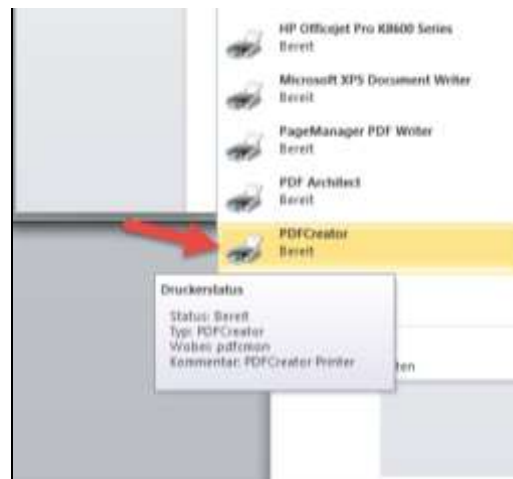 HP Officejet Pro K8600 Series
Bereit
Microsoft XPS Document Writer
Bereit
PageManager PDF Writer
Bereit
PDF Architect
Bereit
PDFCreator
Bereit
Druckerstatus
Status: Bereit
Typ: PDFCreator
pdfcmon
Kommentar: PDFCreator Printer
ten